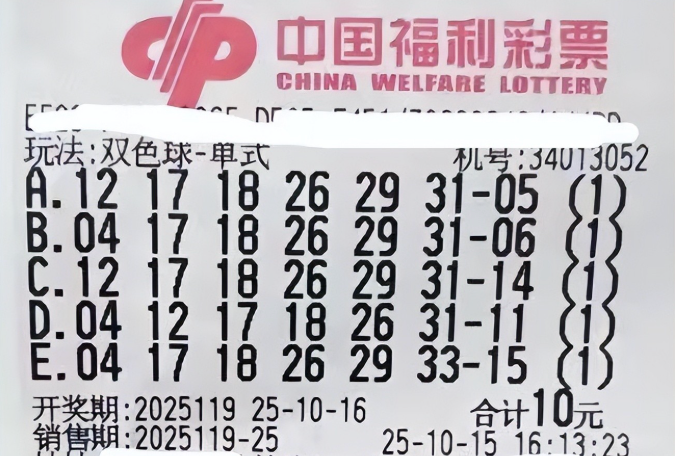 中国福利彩票
CHINA WELFARE LOTTERY
玩法:双色球-单式 机号:34013052
A.12 17 18 26 29 31-05 (1)
B.04 17 18 26 29 31-06 (1)
C.12 17 18 26 29 31-14 (1)
D.04 12 17 18 26 31-11 (1)
E.04 17 18 26 29 33-15 (1)
开奖期:2025119 25-10-16 合计10元
销售期:2025119-25 25-10-15 16:13:23